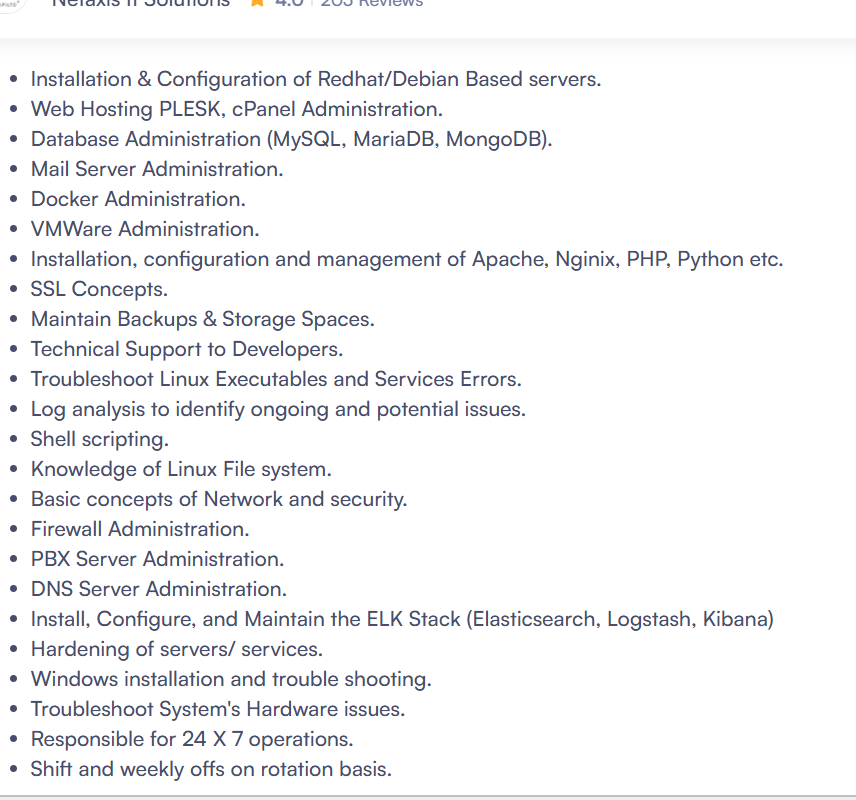 Nefaxis IT Solutions 4.0 203 Reviews
• Installation & Configuration of Redhat/Debian Based servers.
• Web Hosting PLESK, cPanel Administration.
• Database Administration (MySQL, MariaDB, MongoDB).
• Mail Server Administration.
• Docker Administration.
• VMWare Administration.
• Installation, configuration and management of Apache, Nginix, PHP, Python etc.
• SSL Concepts.
• Maintain Backups & Storage Spaces.
• Technical Support to Developers.
• Troubleshoot Linux Executables and Services Errors.
• Log analysis to identify ongoing and potential issues.
• Shell scripting.
• Knowledge of Linux File system.
• Basic concepts of Network and security.
• Firewall Administration.
• PBX Server Administration.
• DNS Server Administration.
• Install, Configure, and Maintain the ELK Stack (Elasticsearch, Logstash, Kibana)
• Hardening of servers/ services.
• Windows installation and trouble shooting.
• Troubleshoot System's Hardware issues.
• Responsible for 24 X 7 operations.
• Shift and weekly offs on rotation basis.